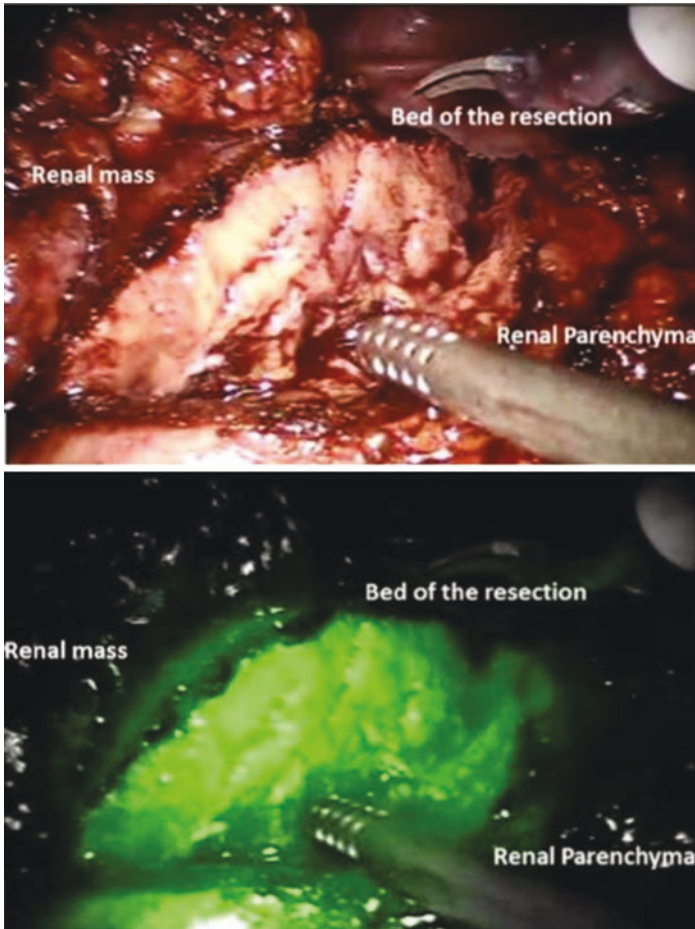 Bed of the resection
Renal mass
Renal Parenchyma
Bed of the resection
Renal mass
Renal Parenchyma